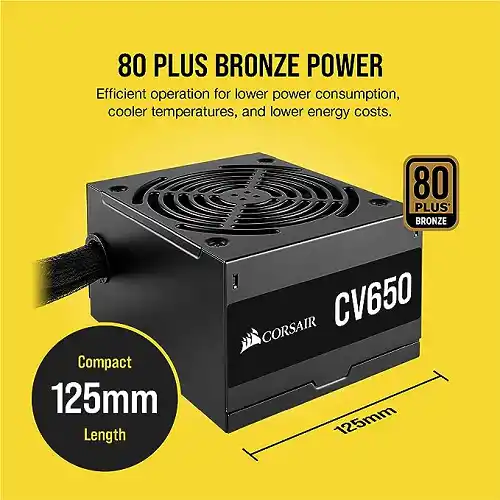 80 PLUS BRONZE POWER
Efficient operation for lower power consumption,
cooler temperatures, and lower energy costs.
80
PLUS
BRONZE
CV650
CORSAIR
Compact
125mm
Length
125mm